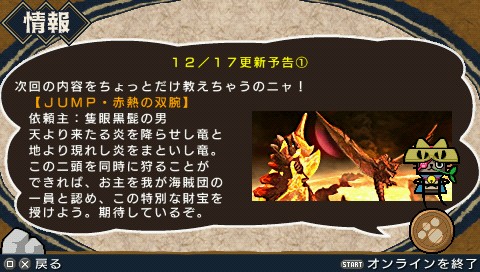 情報
12／17更新予告①
次回の内容をちょっとだけ教えちゃうのニャ！
【ＪＵＭＰ・赤熱の双腕】
依頼主：隻眼黒髭の男
天より来たる炎を降らせし竜と
地より現れし炎をまといし竜。
この二頭を同時に狩ることが
できれば、お主を我が海賊団の
一員と認め、この特別な財宝を
授けよう。期待しているぞ。
□×戻る
START オンラインを終了